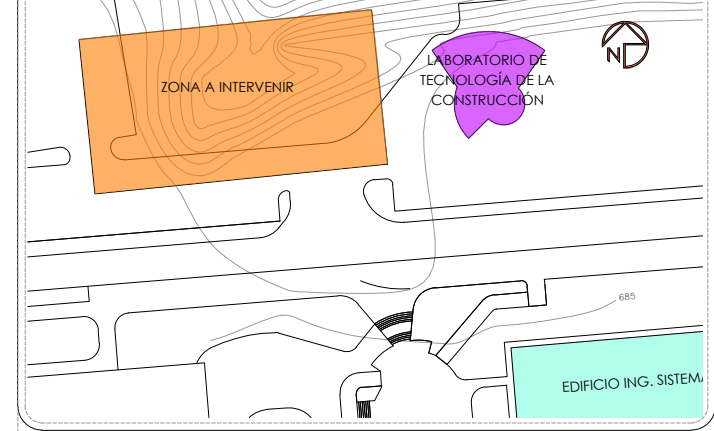 ZONA A INTERVENIR
LABORATORIO DE
TECNOLOGÍA DE LA
CONSTRUCCIÓN
N
685
EDIFICIO ING. SISTEMA